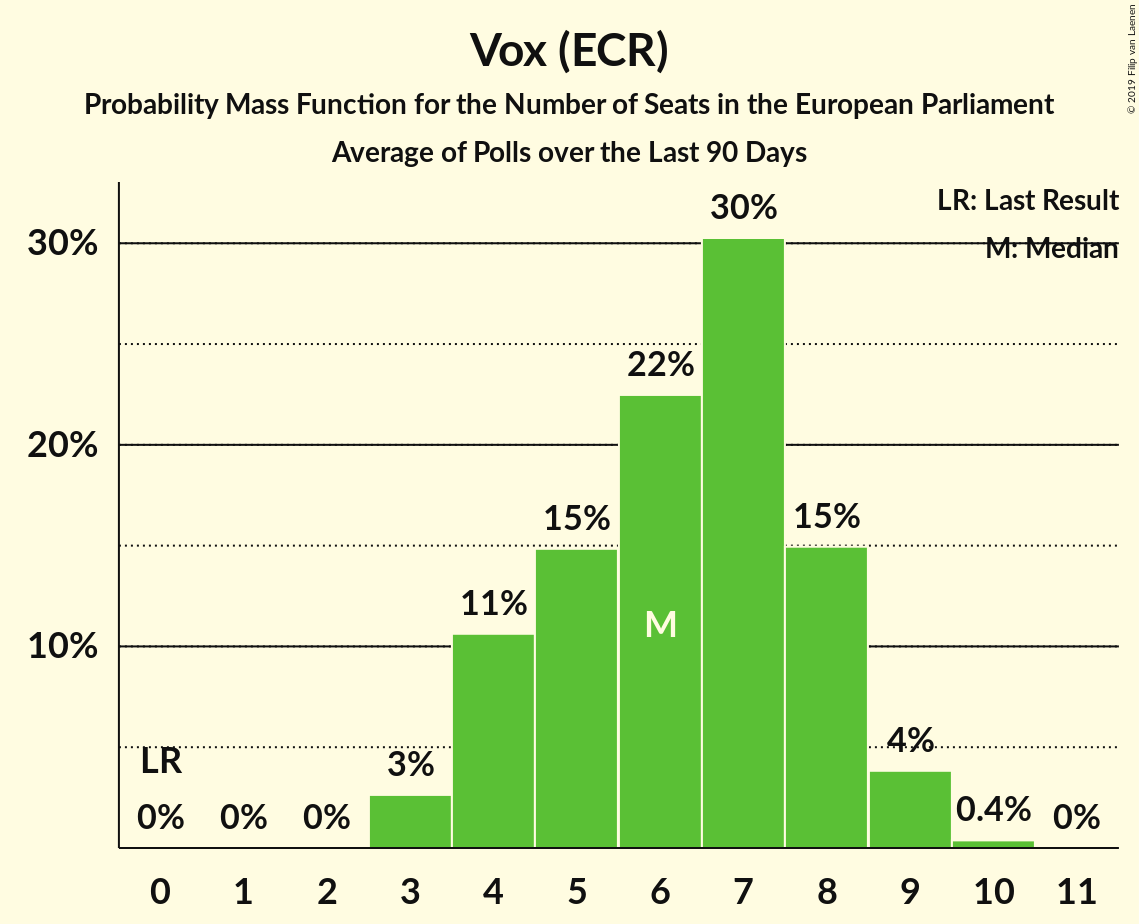 Vox (ECR)
Probability Mass Function for the Number of Seats in the European Parliament
Average of Polls over the Last 90 Days
© 2019 Filip van Laenen
LR: Last Result
M: Median
30%
20%
10%
LR
0%
0%
0%
3%
11%
15%
22%
M
30%
15%
4%
0.4%
0%
0 1 2 3 4 5 6 7 8 9 10 11